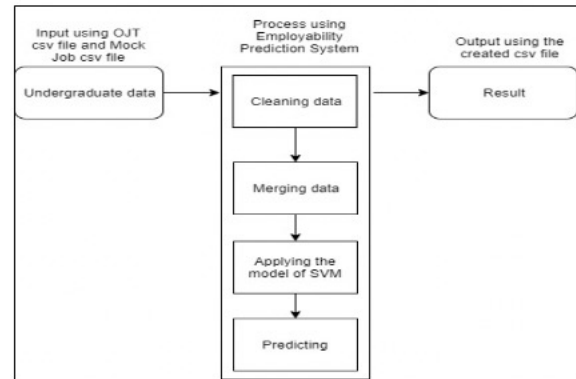 Input using OJT
csv file and Mock
Job csv file
Undergraduate data
Process using
Employability
Prediction System
Cleaning data
Merging data
Applying the
model of SVM
Predicting
Output using the
created csv file
Result